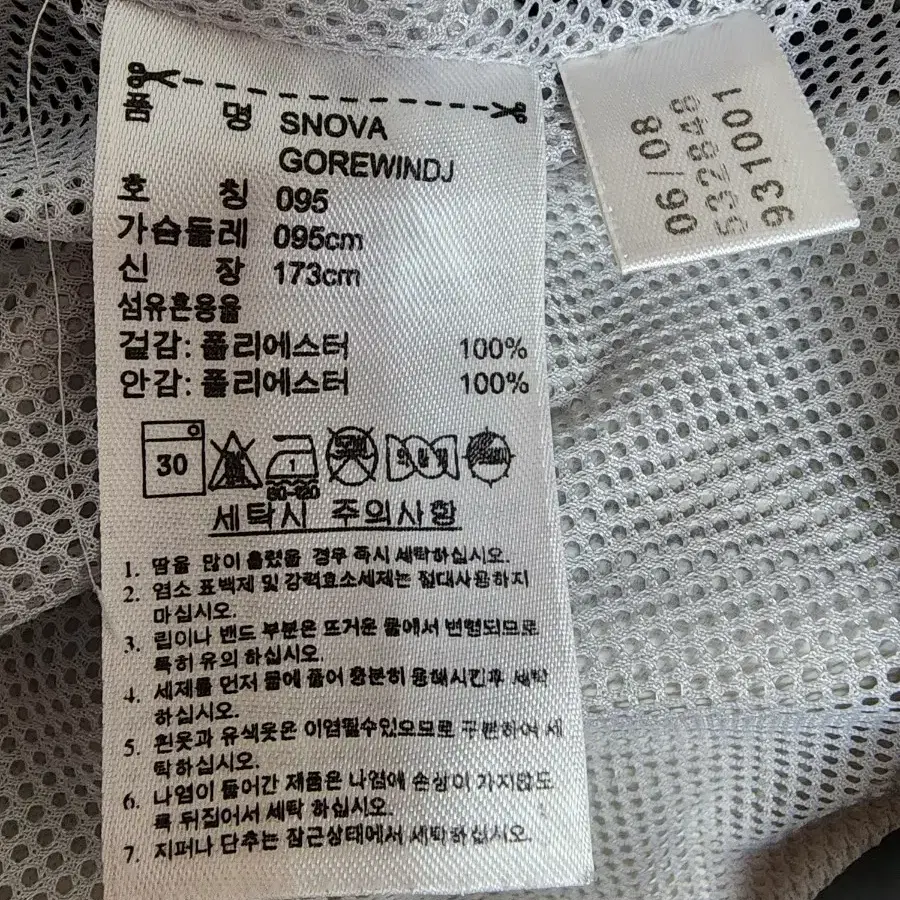 품 명 SNOVA
GOREWINDJ
호 칭 095
가슴둘레 095cm
신 장 173cm
섬유혼용율
겉감: 폴리에스터 100%
안감: 폴리에스터 100%
30
1
80-120
세탁시 주의사항
1. 땀을 많이 흘렸을 경우 즉시 세탁하십시오.
2. 염소 표백제 및 강력효소세제는 절대사용하지
마십시오.
3. 립이나 밴드 부분은 뜨거운 물에서 변형되므로
특히 유의 하십시오.
4. 세제를 먼저 물에 풀어 충분히 용해시킨후 세탁
하십시오.
5. 흰옷과 유색옷은 이염될수있으므로 구분하여 세
탁하십시오.
6. 나염이 들어간 제품은 나염에 손상이 가지않도
록 뒤집어서 세탁 하십시오.
7. 지퍼나 단추는 잠근상태에서 세탁하십시오.
06/08
532848
931001